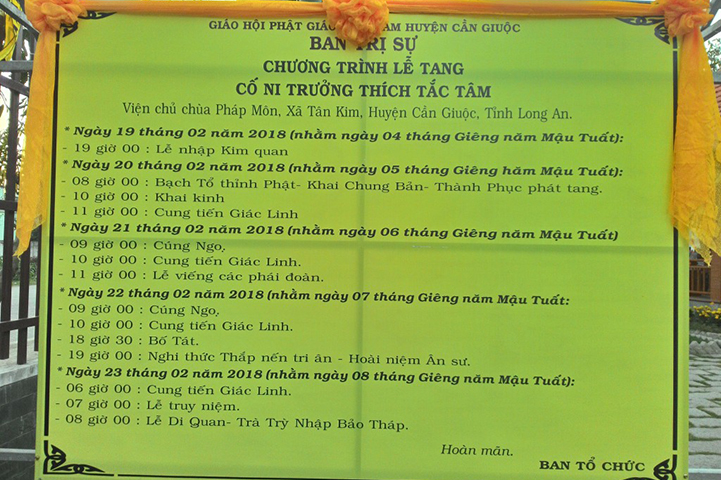 GIÁO HỘI PHẬT GIÁO AM HUYỆN CẦN GIUỘC
BAN TRỊ SỰ
CHƯƠNG TRÌNH LỄ TANG
CỐ NI TRƯỞNG THÍCH TẮC TÂM
Viện chủ chùa Pháp Môn, Xã Tân Kim, Huyện Cần Giuộc, Tỉnh Long An.
* Ngày 19 tháng 02 năm 2018 (nhằm ngày 04 tháng Giêng năm Mậu Tuất):
- 19 giờ 00 : Lễ nhập Kim quan
* Ngày 20 tháng 02 năm 2018 (nhằm ngày 05 tháng Giêng hăm Mậu Tuất):
- 08 giờ 00 : Bạch Tổ thỉnh Phật- Khai Chung Bản- Thành Phục phát tang.
- 10 giờ 00 : Khai kinh
- 11 giờ 00 : Cung tiến Giác Linh
* Ngày 21 tháng 02 năm 2018 (nhằm ngày 06 tháng Giêng năm Mậu Tuất)
- 09 giờ 00 : Cúng Ngọ,
- 10 giờ 00 : Cung tiến Giác Linh.
- 11 giờ 00 : Lễ viếng các phái đoàn.
* Ngày 22 tháng 02 năm 2018 (nhằm ngày 07 tháng Giêng năm Mậu Tuất:
- 09 giờ 00 : Cúng Ngọ,
- 10 giờ 00 : Cung tiến Giác Linh.
- 18 giờ 30 : Bố Tát.
- 19 giờ 00 : Nghi thức Thắp nến tri ân - Hoài niệm Ân sư.
* Ngày 23 tháng 02 năm 2018 (nhằm ngày 08 tháng Giêng năm Mậu Tuất):
- 06 giờ 00 : Cung tiến Giác Linh.
- 07 giờ 00 : Lễ truy niệm.
- 08 giờ 00 : Lễ Di Quan- Trà Trỳ Nhập Bảo Tháp.
Hoàn mãn.
BAN TỔ CHỨC